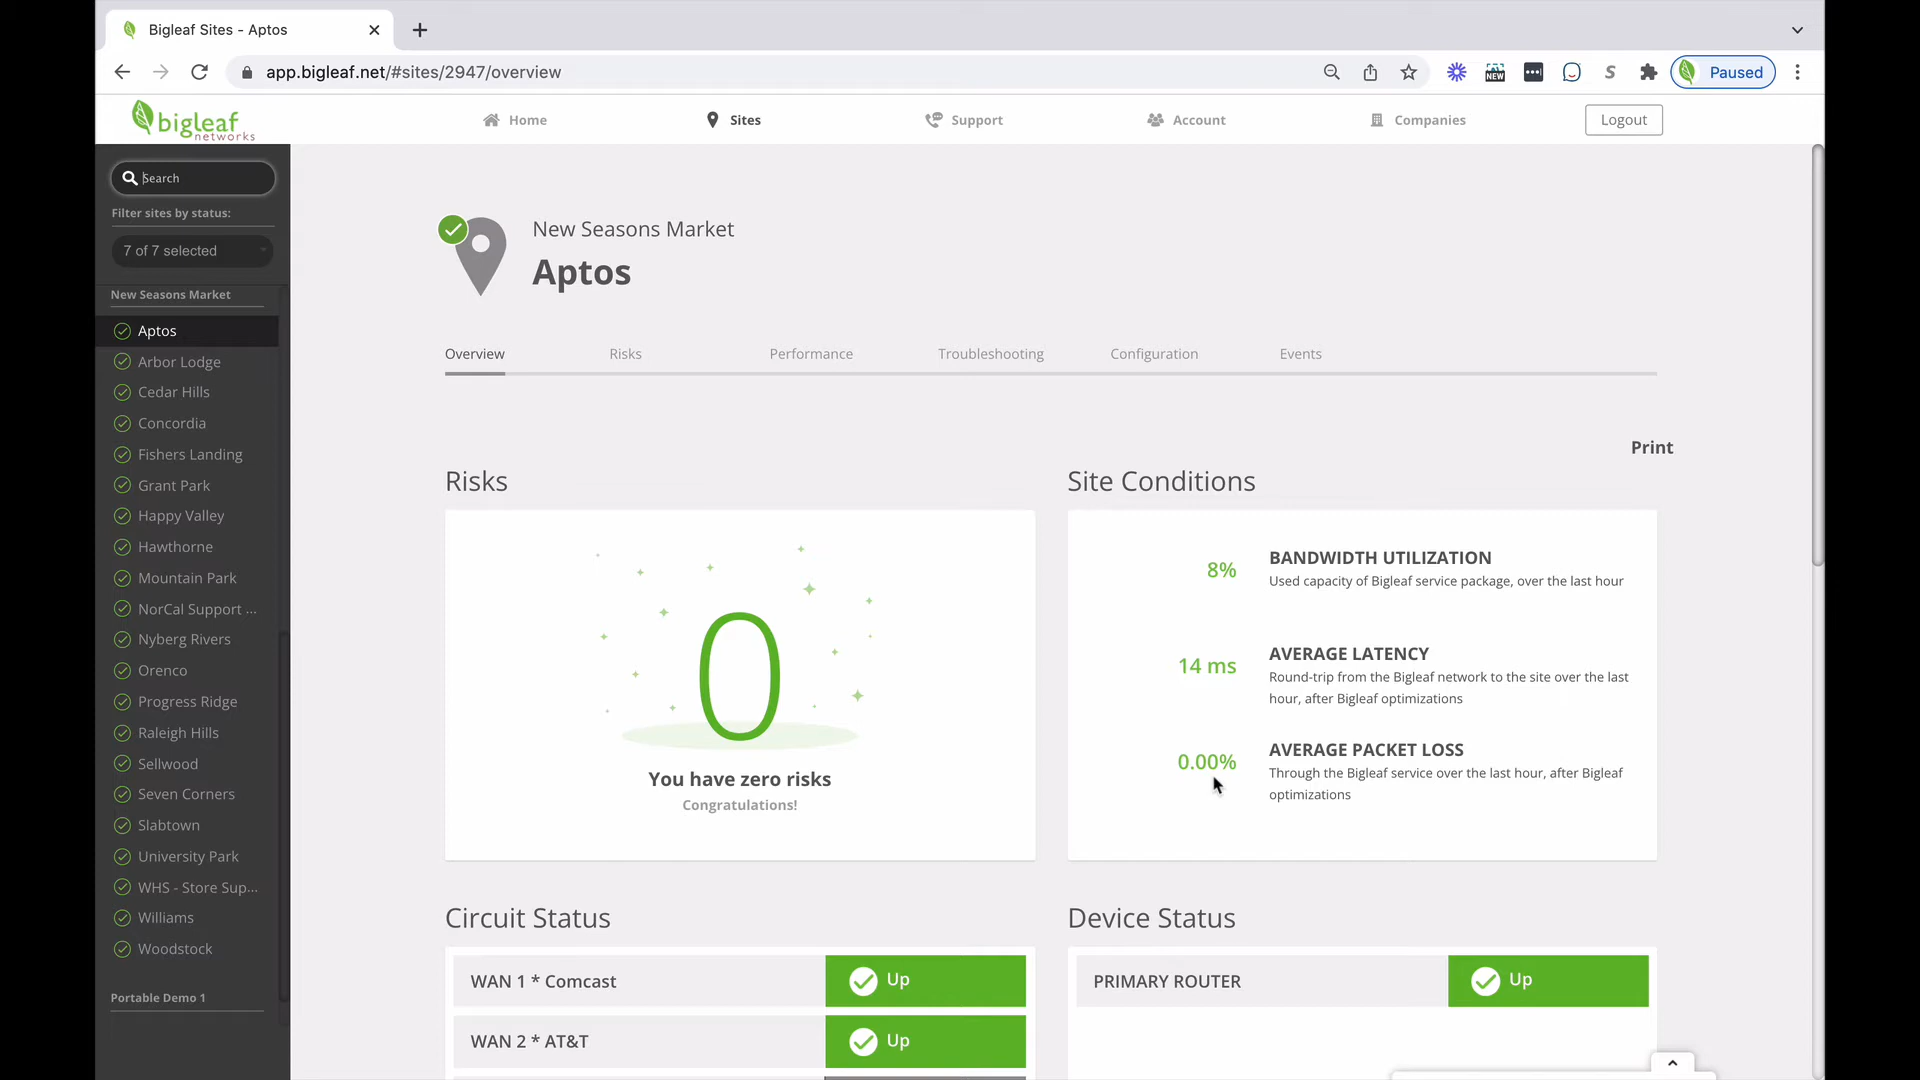 Bigleaf Sites - Aptos
app.bigleaf.net/#sites/2947/overview
NEW
S
Paused
bigleaf
networks
Home
Sites
Support
Account
Companies
Logout
Search
Filter sites by status:
7 of 7 selected
New Seasons Market
Aptos
Arbor Lodge
Cedar Hills
Concordia
Fishers Landing
Grant Park
Happy Valley
Hawthorne
Mountain Park
NorCal Support ...
Nyberg Rivers
Orenco
Progress Ridge
Raleigh Hills
Sellwood
Seven Corners
Slabtown
University Park
WHS - Store Sup...
Williams
Woodstock
Portable Demo 1
New Seasons Market
Aptos
Overview
Risks
Performance
Troubleshooting
Configuration
Events
Print
Risks
0
You have zero risks
Congratulations!
Site Conditions
8%
BANDWIDTH UTILIZATION
Used capacity of Bigleaf service package, over the last hour
14 ms
AVERAGE LATENCY
Round-trip from the Bigleaf network to the site over the last
hour, after Bigleaf optimizations
0.00%
AVERAGE PACKET LOSS
Through the Bigleaf service over the last hour, after Bigleaf
optimizations
Circuit Status
WAN 1 * Comcast
Up
WAN 2 * AT&T
Up
Device Status
PRIMARY ROUTER
Up